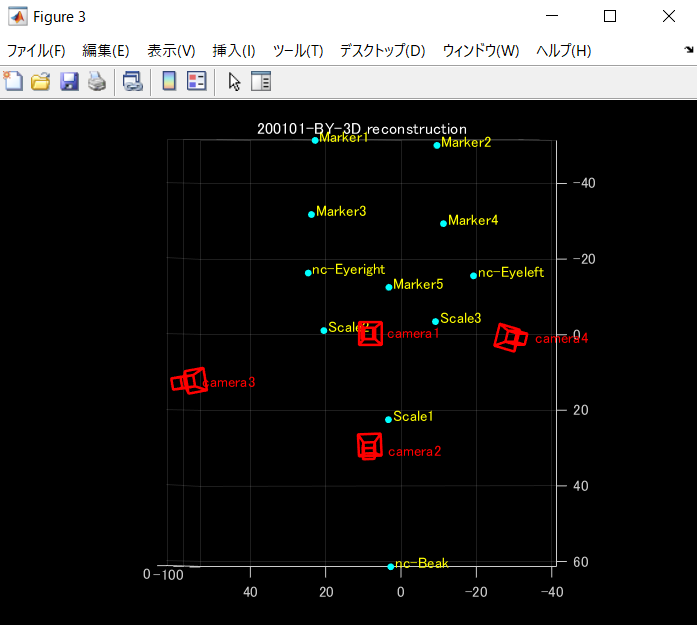 Figure 3
ファイル(F) 編集(E) 表示(V) 挿入(I) ツール(T) デスクトップ(D) ウィンドウ(W) ヘルプ(H)
200101-BY-3D reconstruction
Marker1
Marker2
-40
Marker3
Marker4
-20
nc-Eyeright
nc-Eyeleft
Marker5
Scale3
Scale2
camera1
0
camera4
camera3
20
Scale1
camera2
40
nc-Beak
60
0 -100
40 20 0 -20 -40